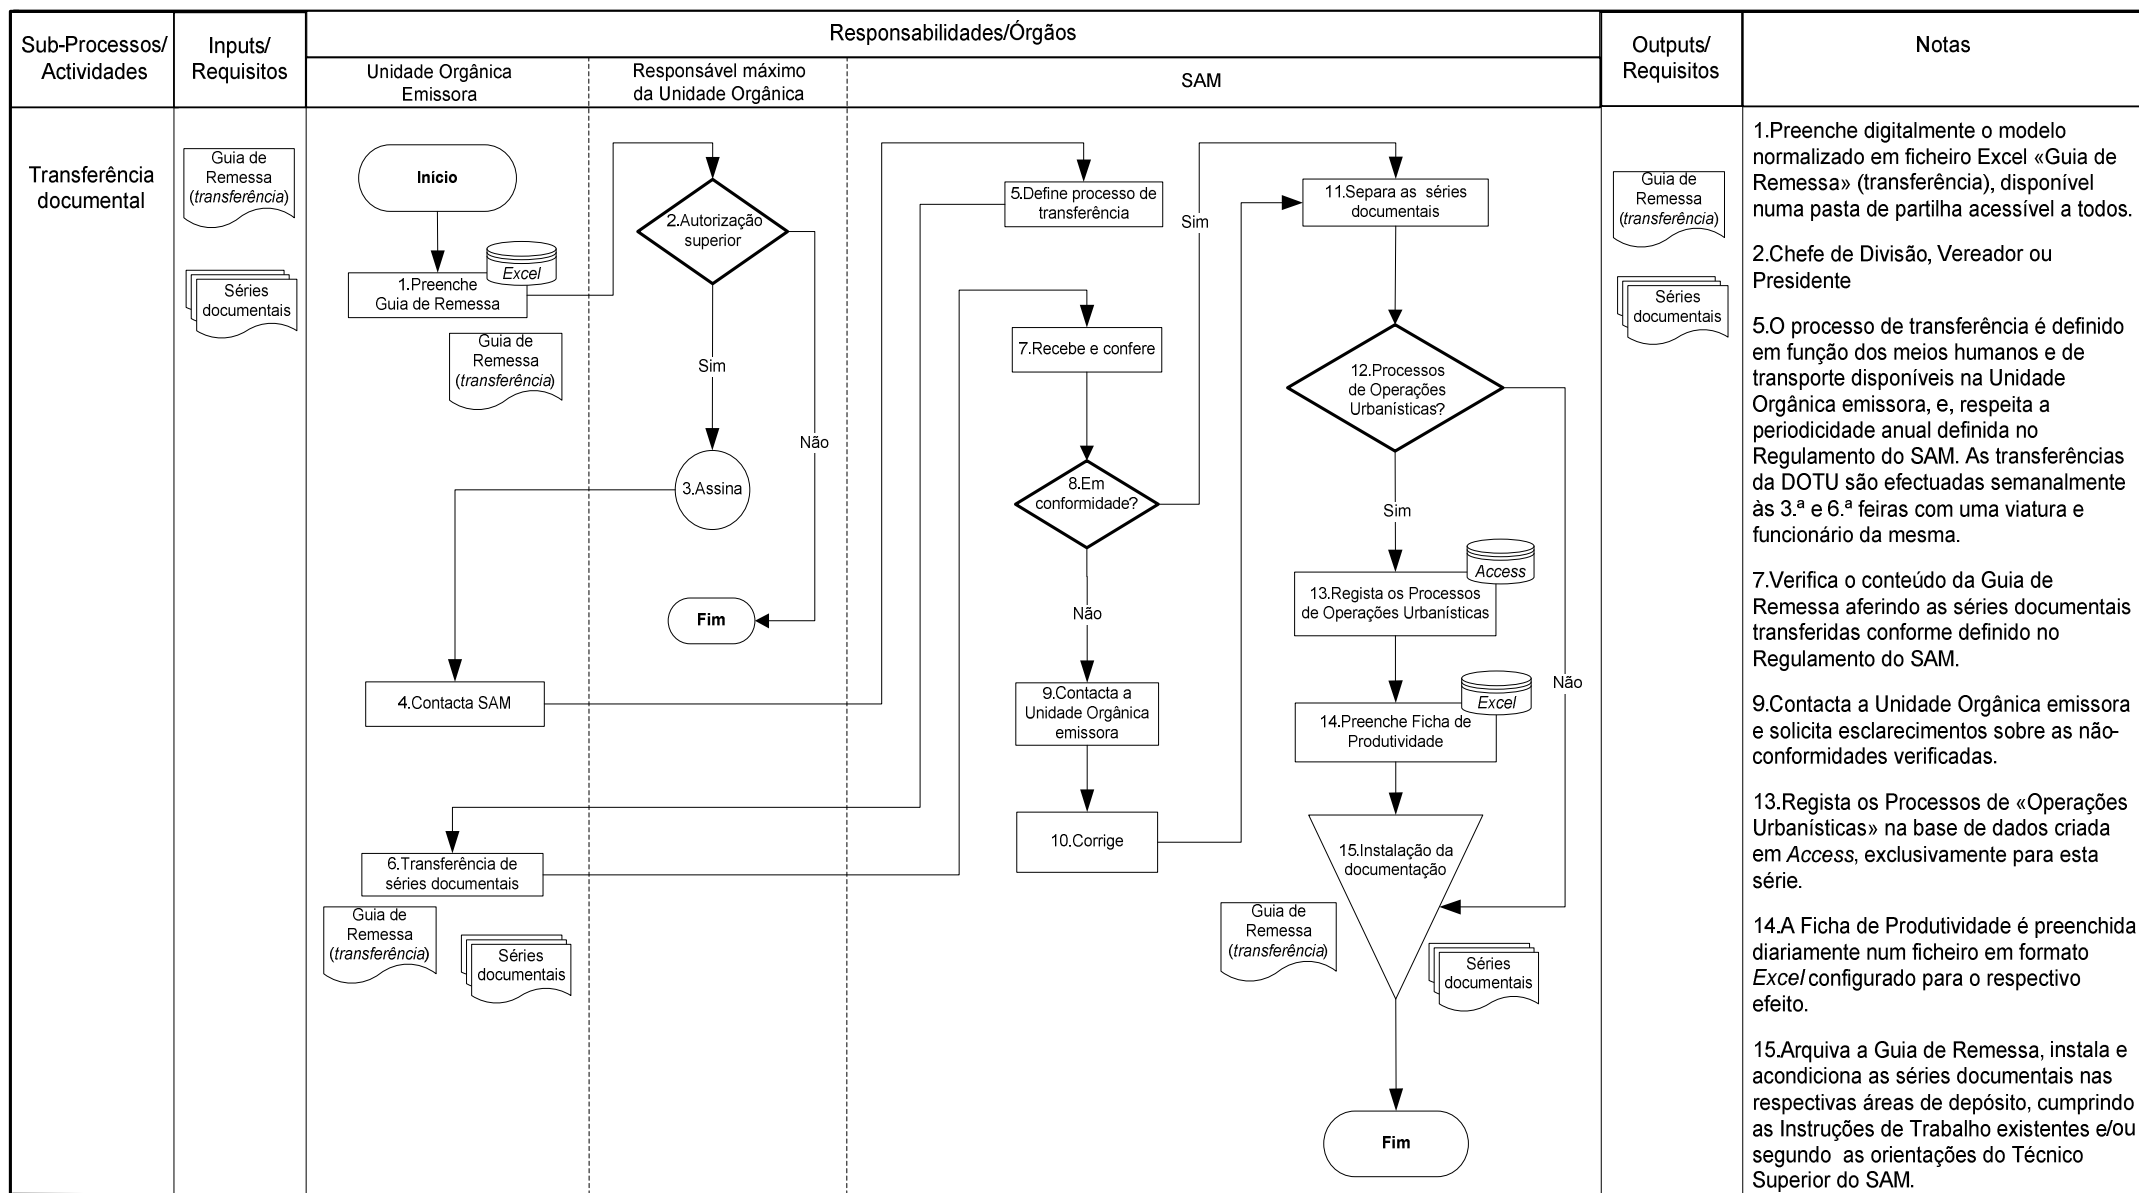 Sub-Processos/
Actividades
Inputs/
Requisitos
Responsabilidades/Órgãos
Unidade Orgânica
Emissora
Responsável máximo
da Unidade Orgânica
SAM
Outputs/
Requisitos
Notas
Transferência
documental
Guia de
Remessa
(transferência)
Séries
documentais
Início
1.Preenche
Guia de Remessa
Excel
Guia de
Remessa
(transferência)
2.Autorização
superior
Sim
Não
3.Assina
Fim
4.Contacta SAM
5.Define processo de
transferência
6.Transferência de
séries documentais
Guia de
Remessa
(transferência)
Séries
documentais
7.Recebe e confere
8.Em
conformidade?
Sim
Não
9.Contacta a
Unidade Orgânica
emissora
10.Corrige
11.Separa as séries
documentais
12.Processos
de Operações
Urbanísticas?
Sim
Não
Access
13.Regista os Processos
de Operações Urbanísticas
Excel
14.Preenche Ficha de
Produtividade
15.Instalação da
documentação
Guia de
Remessa
(transferência)
Séries
documentais
Fim
Guia de
Remessa
(transferência)
Séries
documentais
1.Preenche digitalmente o modelo
normalizado em ficheiro Excel «Guia de
Remessa» (transferência), disponível
numa pasta de partilha acessível a todos.
2.Chefe de Divisão, Vereador ou
Presidente
5.O processo de transferência é definido
em função dos meios humanos e de
transporte disponíveis na Unidade
Orgânica emissora, e, respeita a
periodicidade anual definida no
Regulamento do SAM. As transferências
da DOTU são efectuadas semanalmente
às 3.ª e 6.ª feiras com uma viatura e
funcionário da mesma.
7.Verifica o conteúdo da Guia de
Remessa aferindo as séries documentais
transferidas conforme definido no
Regulamento do SAM.
9.Contacta a Unidade Orgânica emissora
e solicita esclarecimentos sobre as não-
conformidades verificadas.
13.Regista os Processos de «Operações
Urbanísticas» na base de dados criada
em Access, exclusivamente para esta
série.
14.A Ficha de Produtividade é preenchida
diariamente num ficheiro em formato
Excel configurado para o respectivo
efeito.
15.Arquiva a Guia de Remessa, instala e
acondiciona as séries documentais nas
respectivas áreas de depósito, cumprindo
as Instruções de Trabalho existentes e/ou
segundo as orientações do Técnico
Superior do SAM.